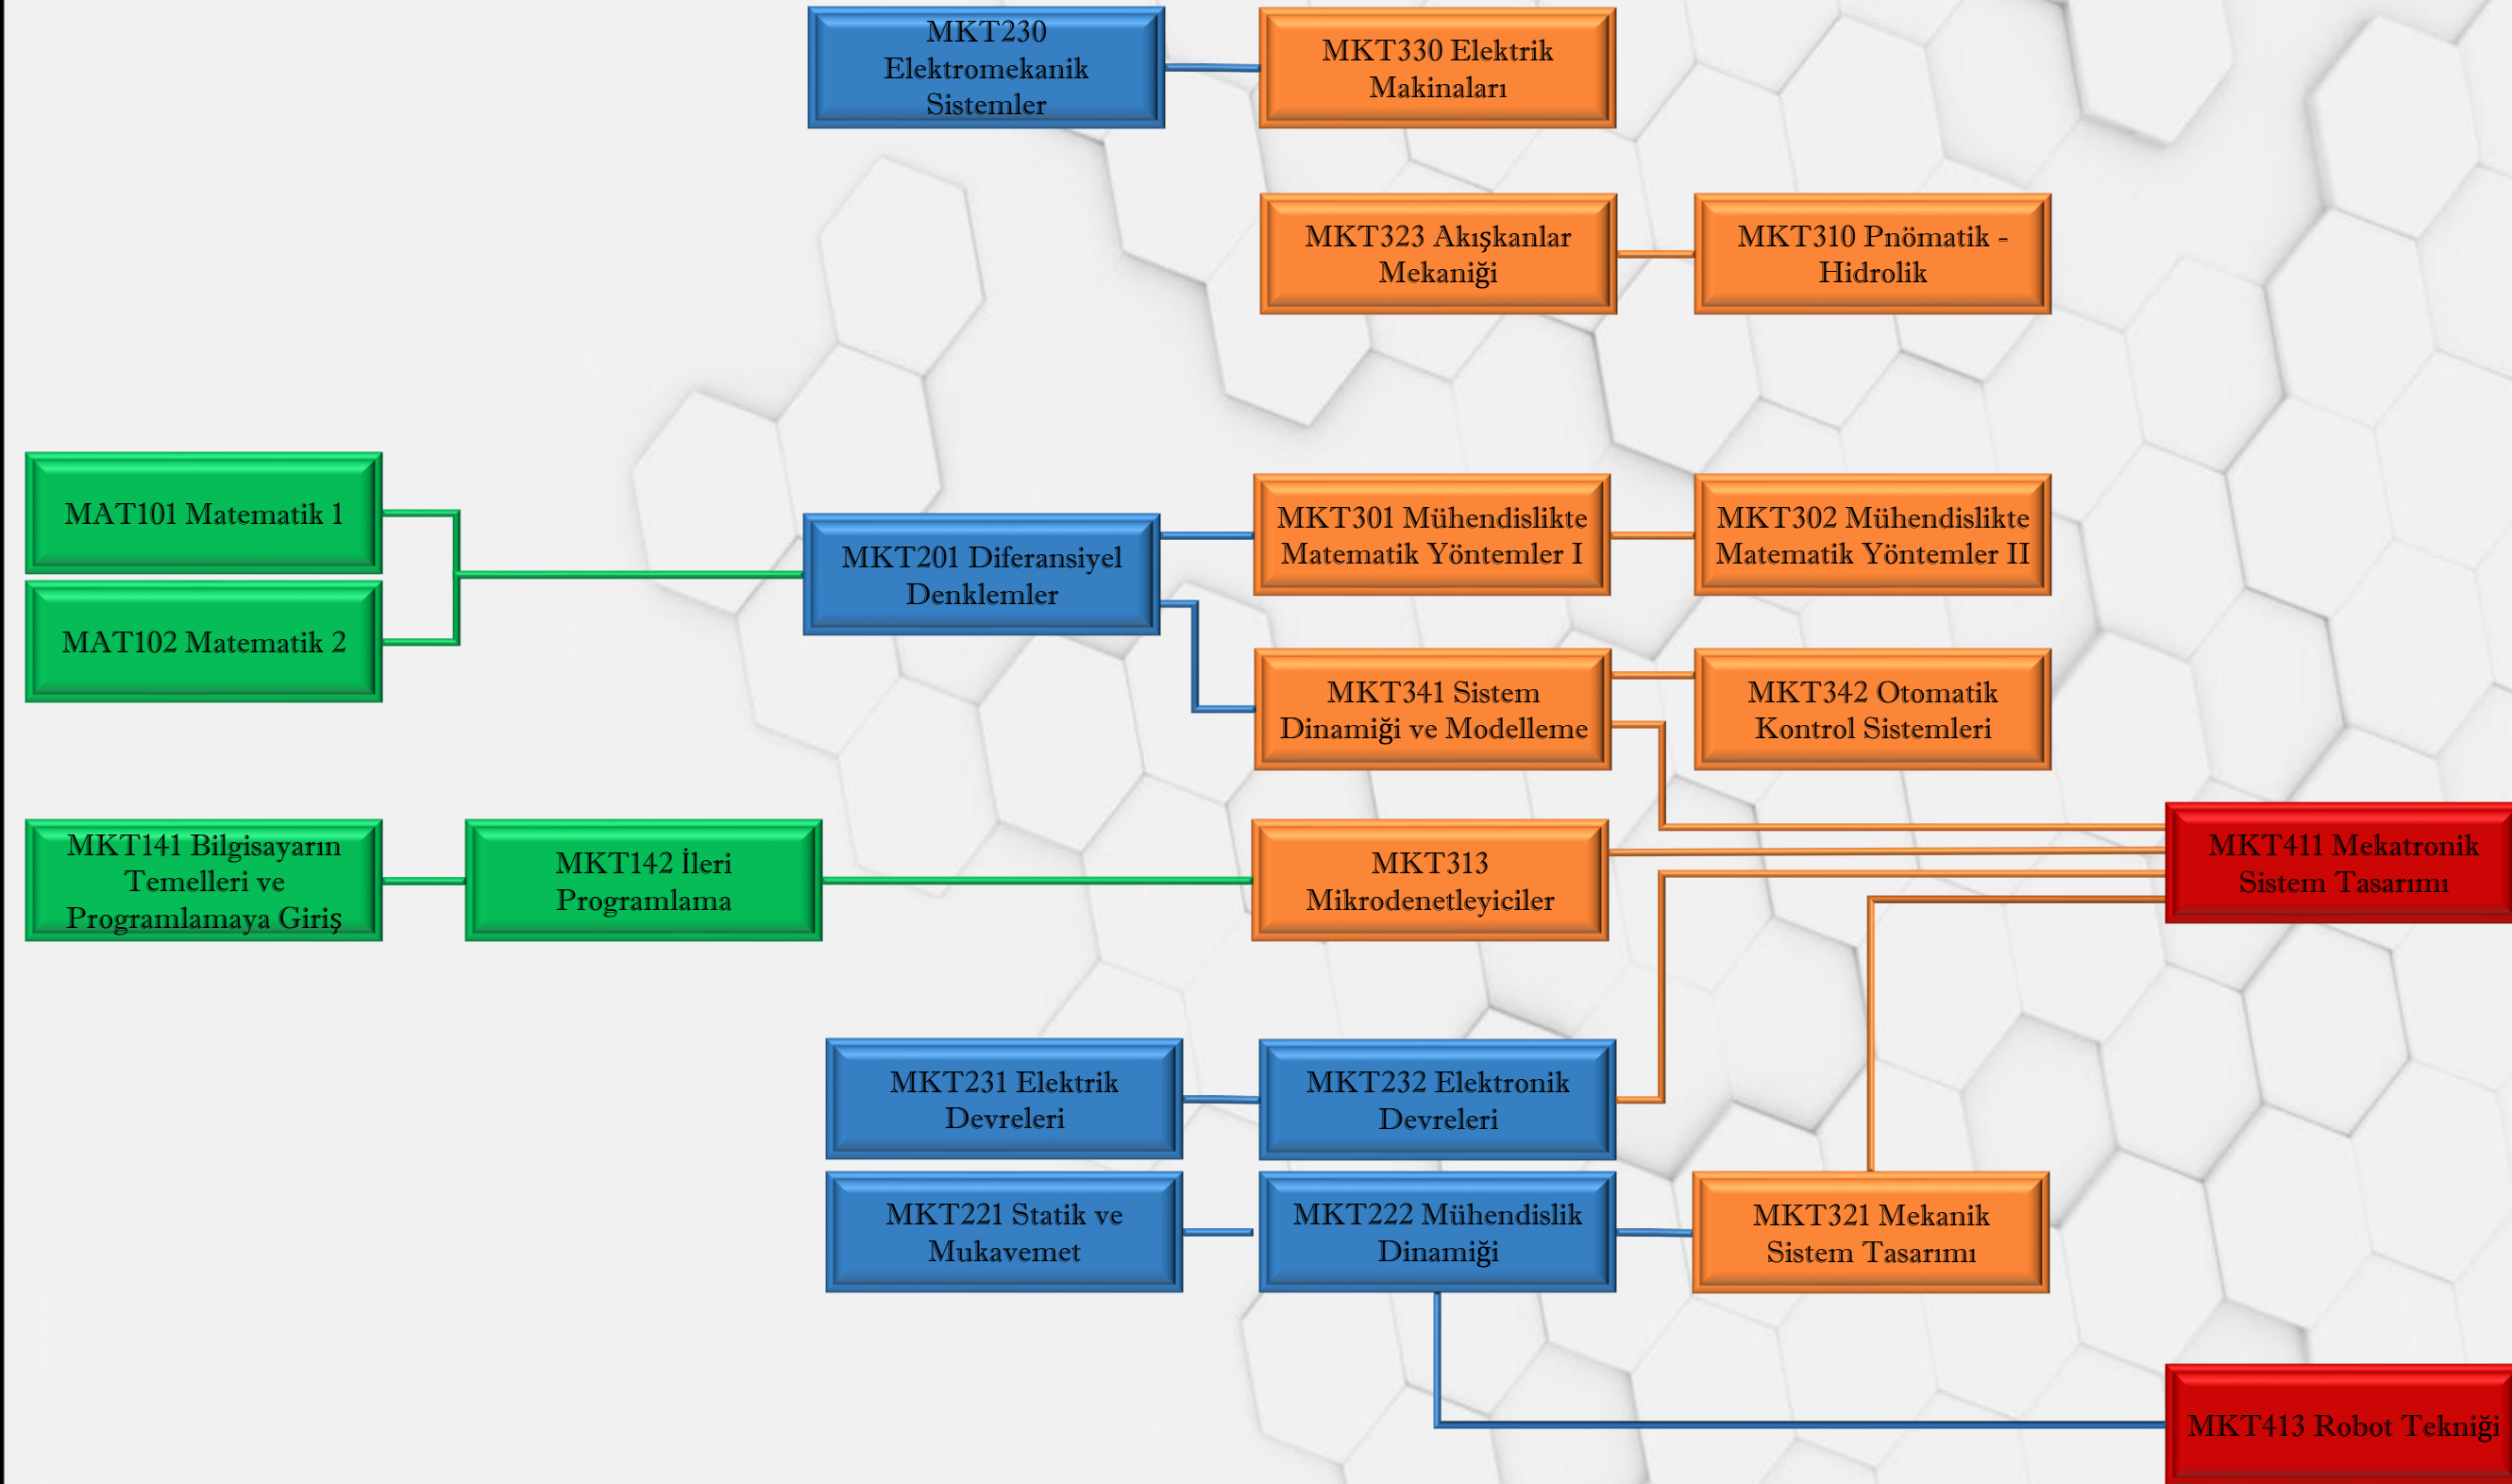 MKT230
Elektromekanik
Sistemler
MKT330 Elektrik
Makinaları
MKT323 Akışkanlar
Mekaniği
MKT310 Pnömatik -
Hidrolik
MAT101 Matematik 1
MAT102 Matematik 2
MKT201 Diferansiyel
Denklemler
MKT301 Mühendislikte
Matematik Yöntemler I
MKT302 Mühendislikte
Matematik Yöntemler II
MKT341 Sistem
Dinamiği ve Modelleme
MKT342 Otomatik
Kontrol Sistemleri
MKT141 Bilgisayarın
Temelleri ve
Programlamaya Giriş
MKT142 İleri
Programlama
MKT313
Mikrodenetleyiciler
MKT411 Mekatronik
Sistem Tasarımı
MKT231 Elektrik
Devreleri
MKT232 Elektronik
Devreleri
MKT221 Statik ve
Mukavemet
MKT222 Mühendislik
Dinamiği
MKT321 Mekanik
Sistem Tasarımı
MKT413 Robot Tekniği